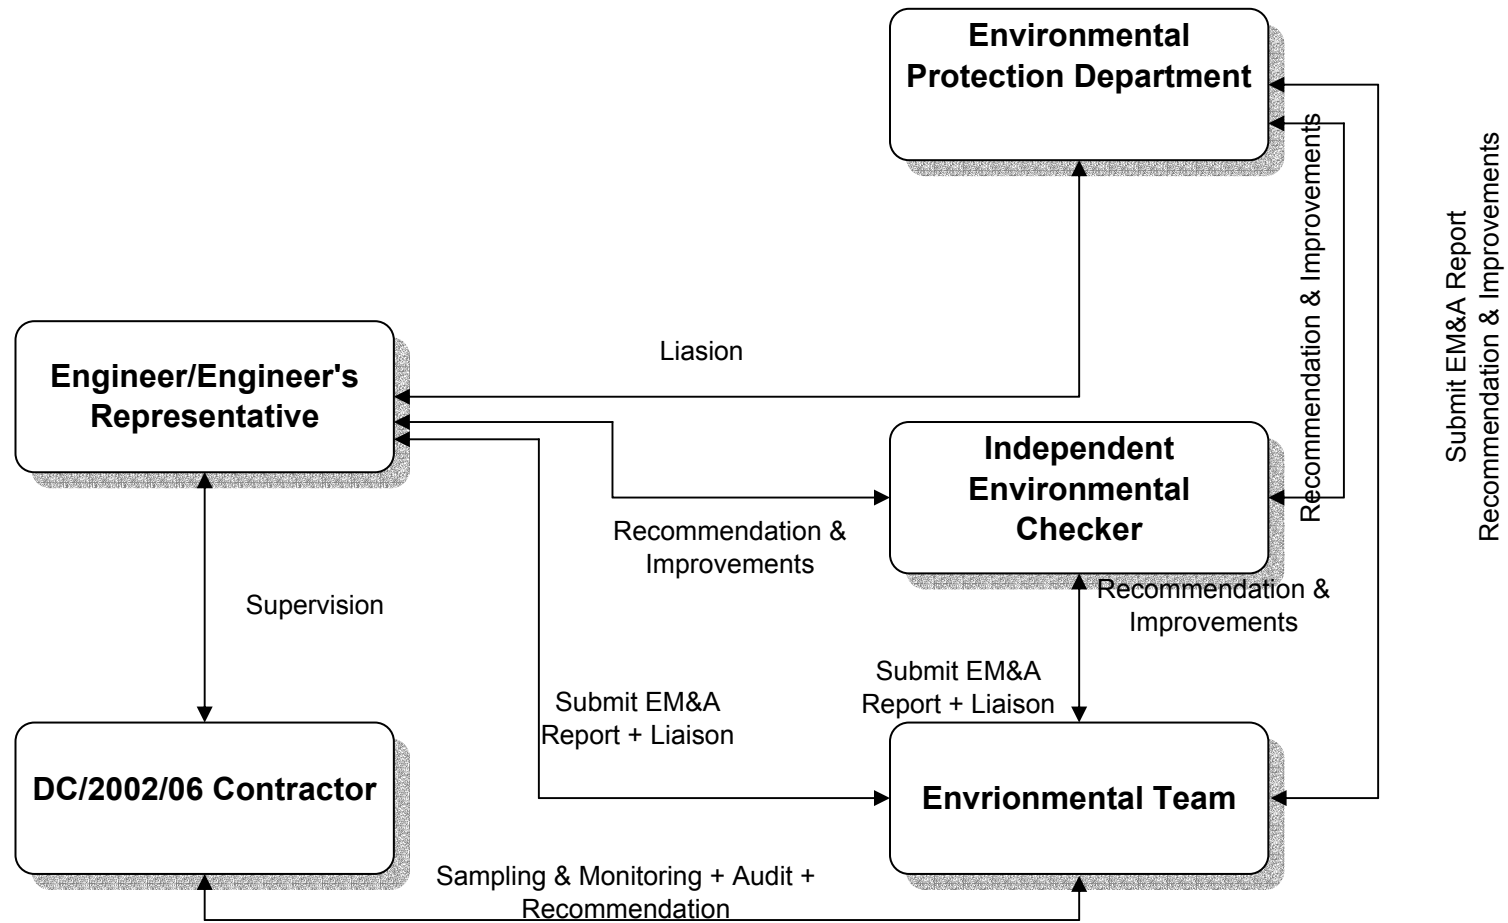 Environmental
Protection Department
Recommendation & Improvements
Submit EM&A Report
Recommendation & Improvements
Liasion
Engineer/Engineer's
Representative
Independent
Environmental
Checker
Recommendation &
Improvements
Supervision
Recommendation &
Improvements
Submit EM&A
Report + Liaison
Submit EM&A
Report + Liaison
DC/2002/06 Contractor
Envrionmental Team
Sampling & Monitoring + Audit +
Recommendation